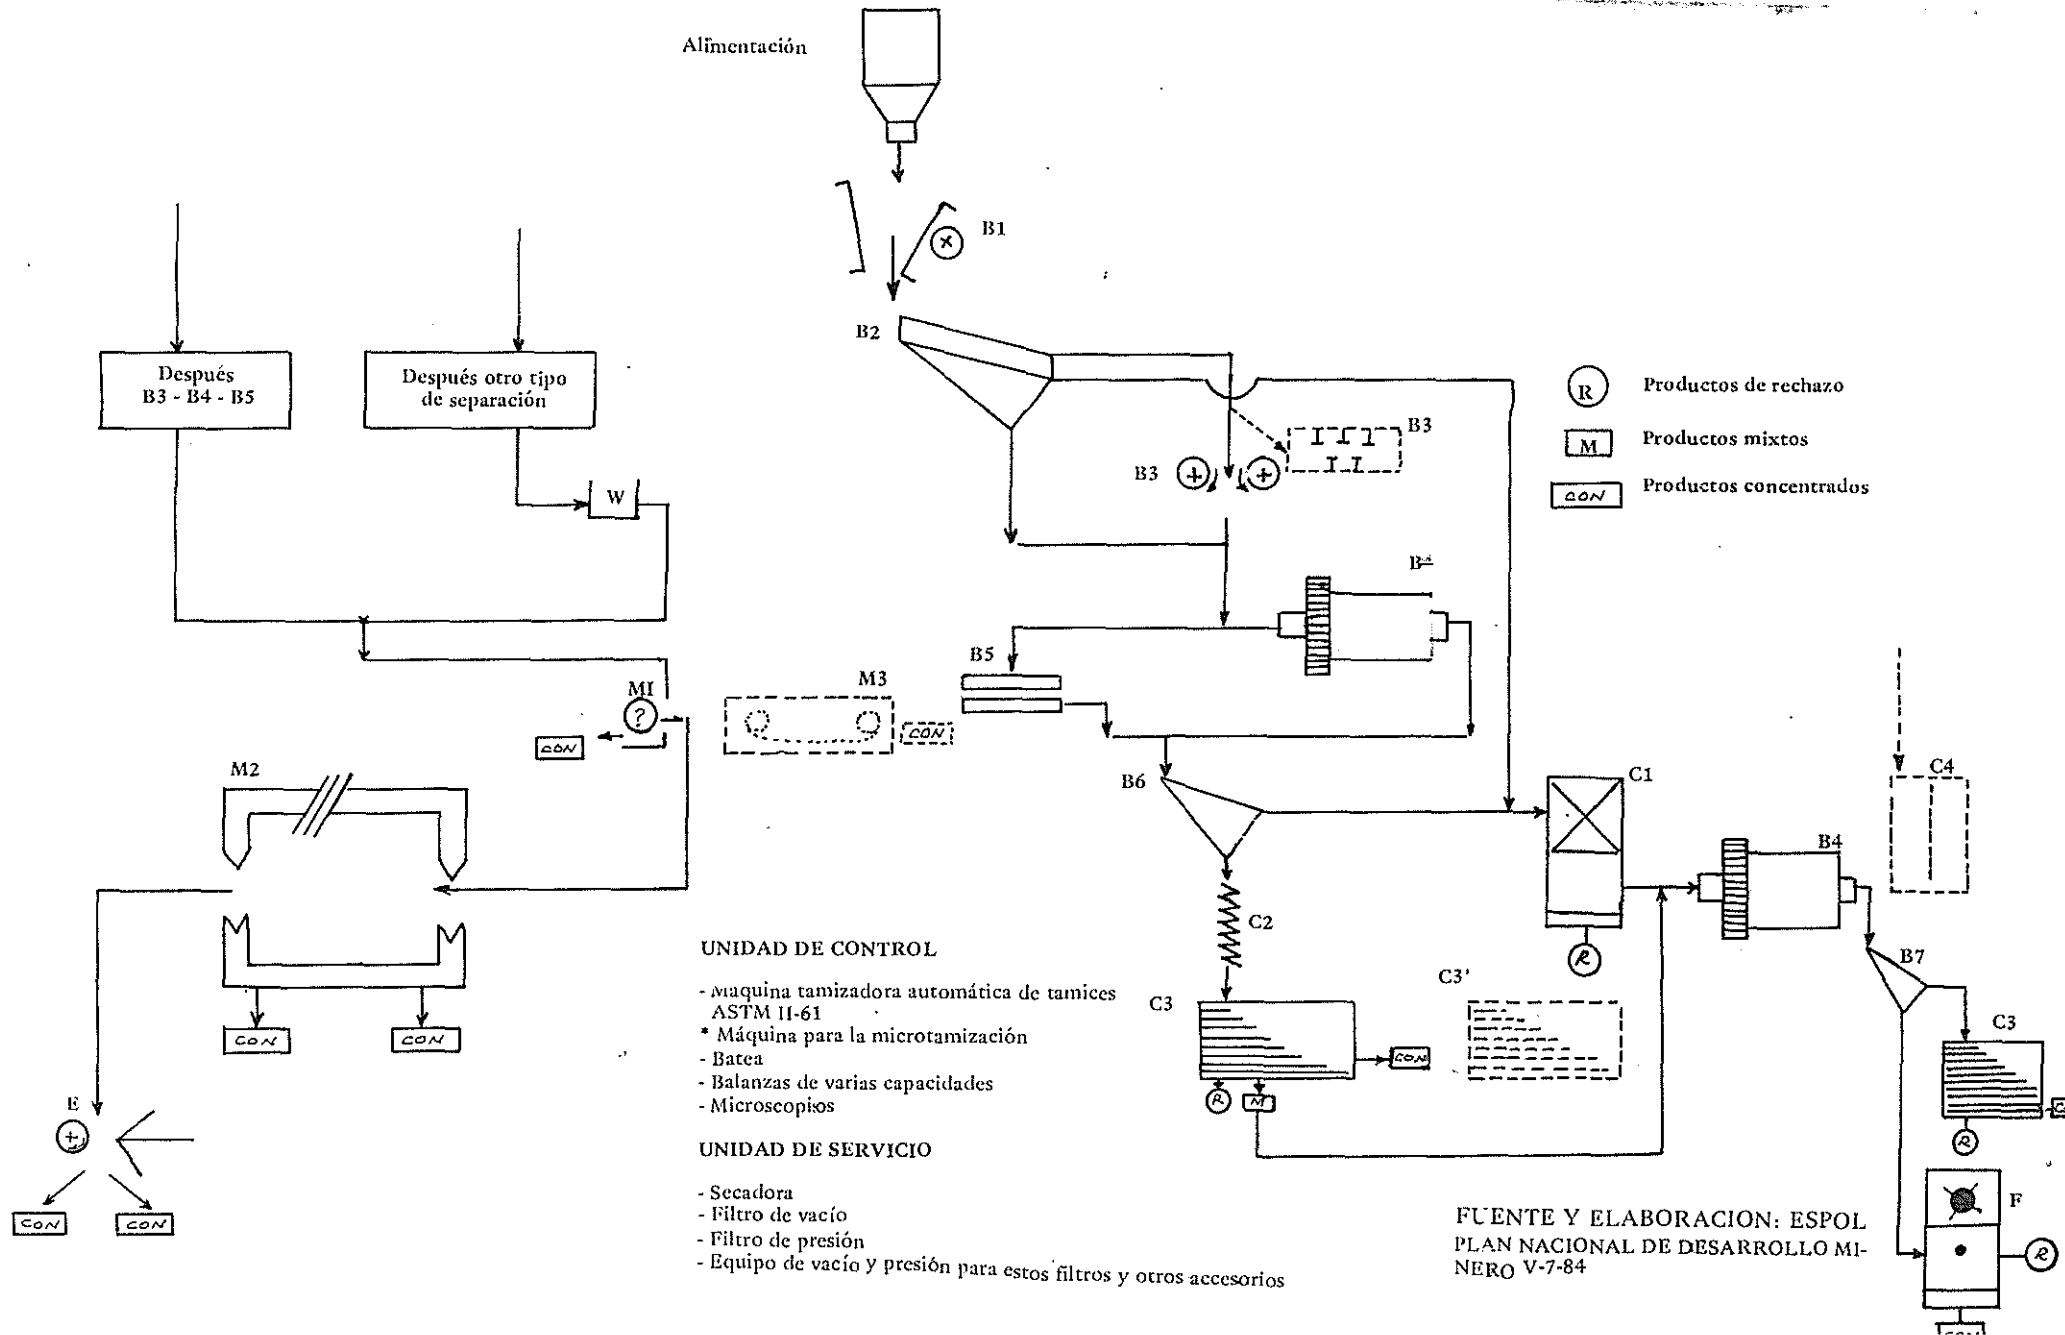 Alimentación
B1
B2
Después
B3 - B4 - B5
Después otro tipo
de separación
R
Productos de rechazo
M
Productos mixtos
CON
Productos concentrados
B3
B3
W
B5
M3
CON
MI
?
CON
M2
B6
C1
C4
B4
C2
R
B7
C3'
C3
CON
R
M
C3
R
CON
CON
E
CON
CON
F
R
CON
UNIDAD DE CONTROL
- Maquina tamizadora automática de tamices
ASTM II-61
* Máquina para la microtamización
- Batea
- Balanzas de varias capacidades
- Microscopios
UNIDAD DE SERVICIO
- Secadora
- Filtro de vacío
- Filtro de presión
- Equipo de vacío y presión para estos filtros y otros accesorios
FUENTE Y ELABORACION: ESPOL
PLAN NACIONAL DE DESARROLLO MI-
NERO V-7-84